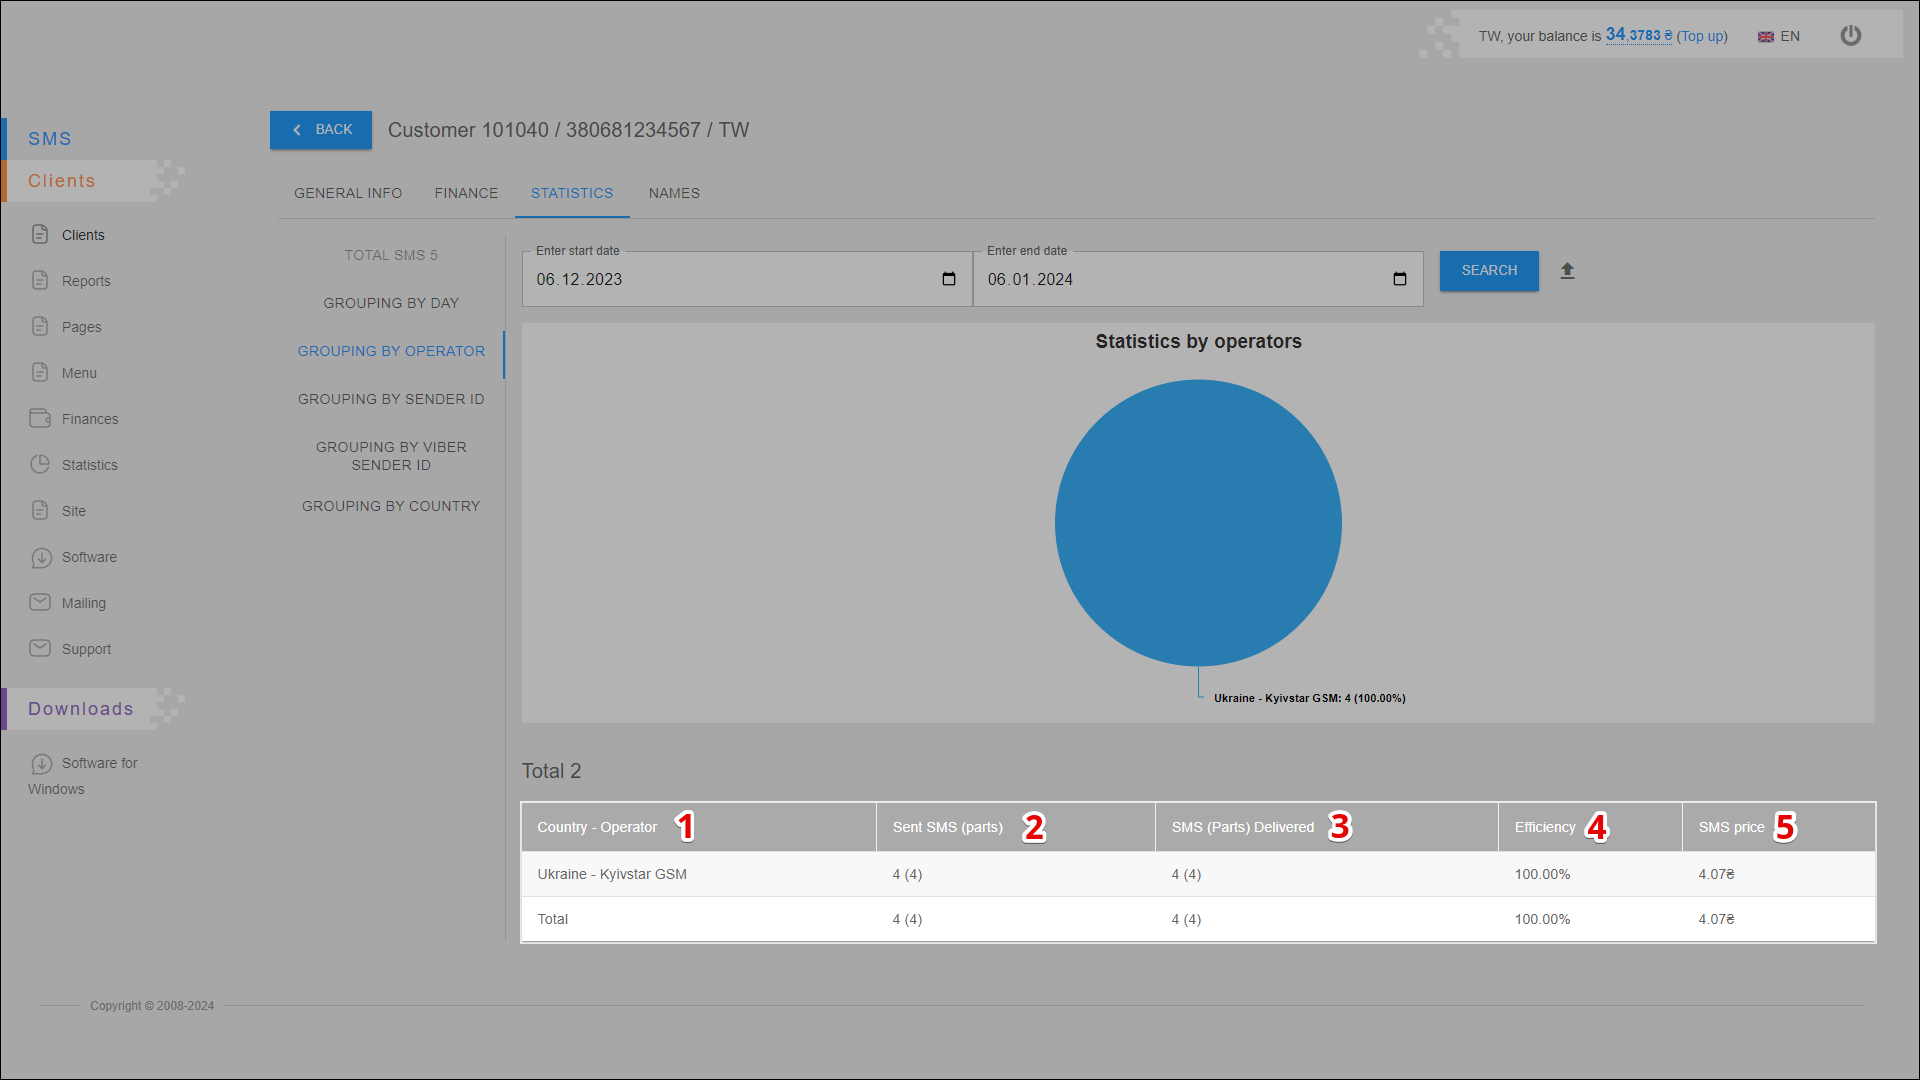 TW, your balance is 34.3783 ₴ (Top up) EN
BACK Customer 101040 / 380681234567 / TW
SMS
Clients
Clients
Reports
Pages
Menu
Finances
Statistics
Site
Software
Mailing
Support
Downloads
Software for
Windows
GENERAL INFO FINANCE STATISTICS NAMES
TOTAL SMS 5
GROUPING BY DAY
GROUPING BY OPERATOR
GROUPING BY SENDER ID
GROUPING BY VIBER
SENDER ID
GROUPING BY COUNTRY
Enter start date Enter end date
06.12.2023 06.01.2024 SEARCH
Statistics by operators
Ukraine - Kyivstar GSM: 4 (100.00%)
Total 2
Country - Operator 1 Sent SMS (parts) 2 SMS (Parts) Delivered 3 Efficiency 4 SMS price 5
Ukraine - Kyivstar GSM 4 (4) 4 (4) 100.00% 4.07₴
Total 4 (4) 4 (4) 100.00% 4.07₴
Copyright © 2008-2024